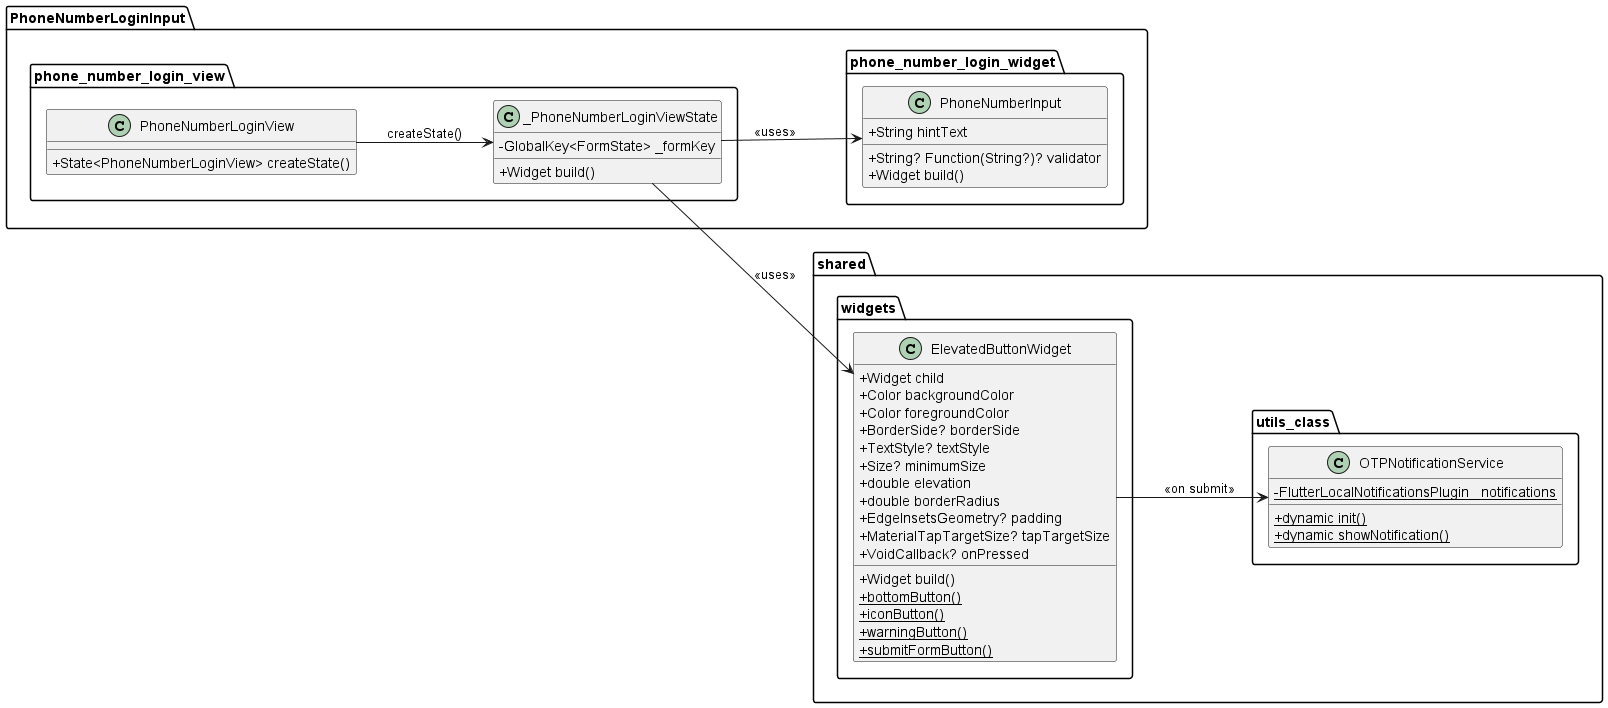 PhoneNumberLoginInput
phone_number_login_view
C PhoneNumberLoginView
+State<PhoneNumberLoginView> createState()
createState()
C _PhoneNumberLoginViewState
-GlobalKey<FormState> _formKey
+Widget build()
«uses»
phone_number_login_widget
C PhoneNumberInput
+String hintText
+String? Function(String?)? validator
+Widget build()
«uses»
shared
widgets
C ElevatedButtonWidget
+Widget child
+Color backgroundColor
+Color foregroundColor
+BorderSide? borderSide
+TextStyle? textStyle
+Size? minimumSize
+double elevation
+double borderRadius
+EdgeInsetsGeometry? padding
+MaterialTapTargetSize? tapTargetSize
+VoidCallback? onPressed
+Widget build()
+bottomButton()
+iconButton()
+warningButton()
+submitFormButton()
«on submit»
utils_class
C OTPNotificationService
-FlutterLocalNotificationsPlugin _notifications
+dynamic init()
+dynamic showNotification()